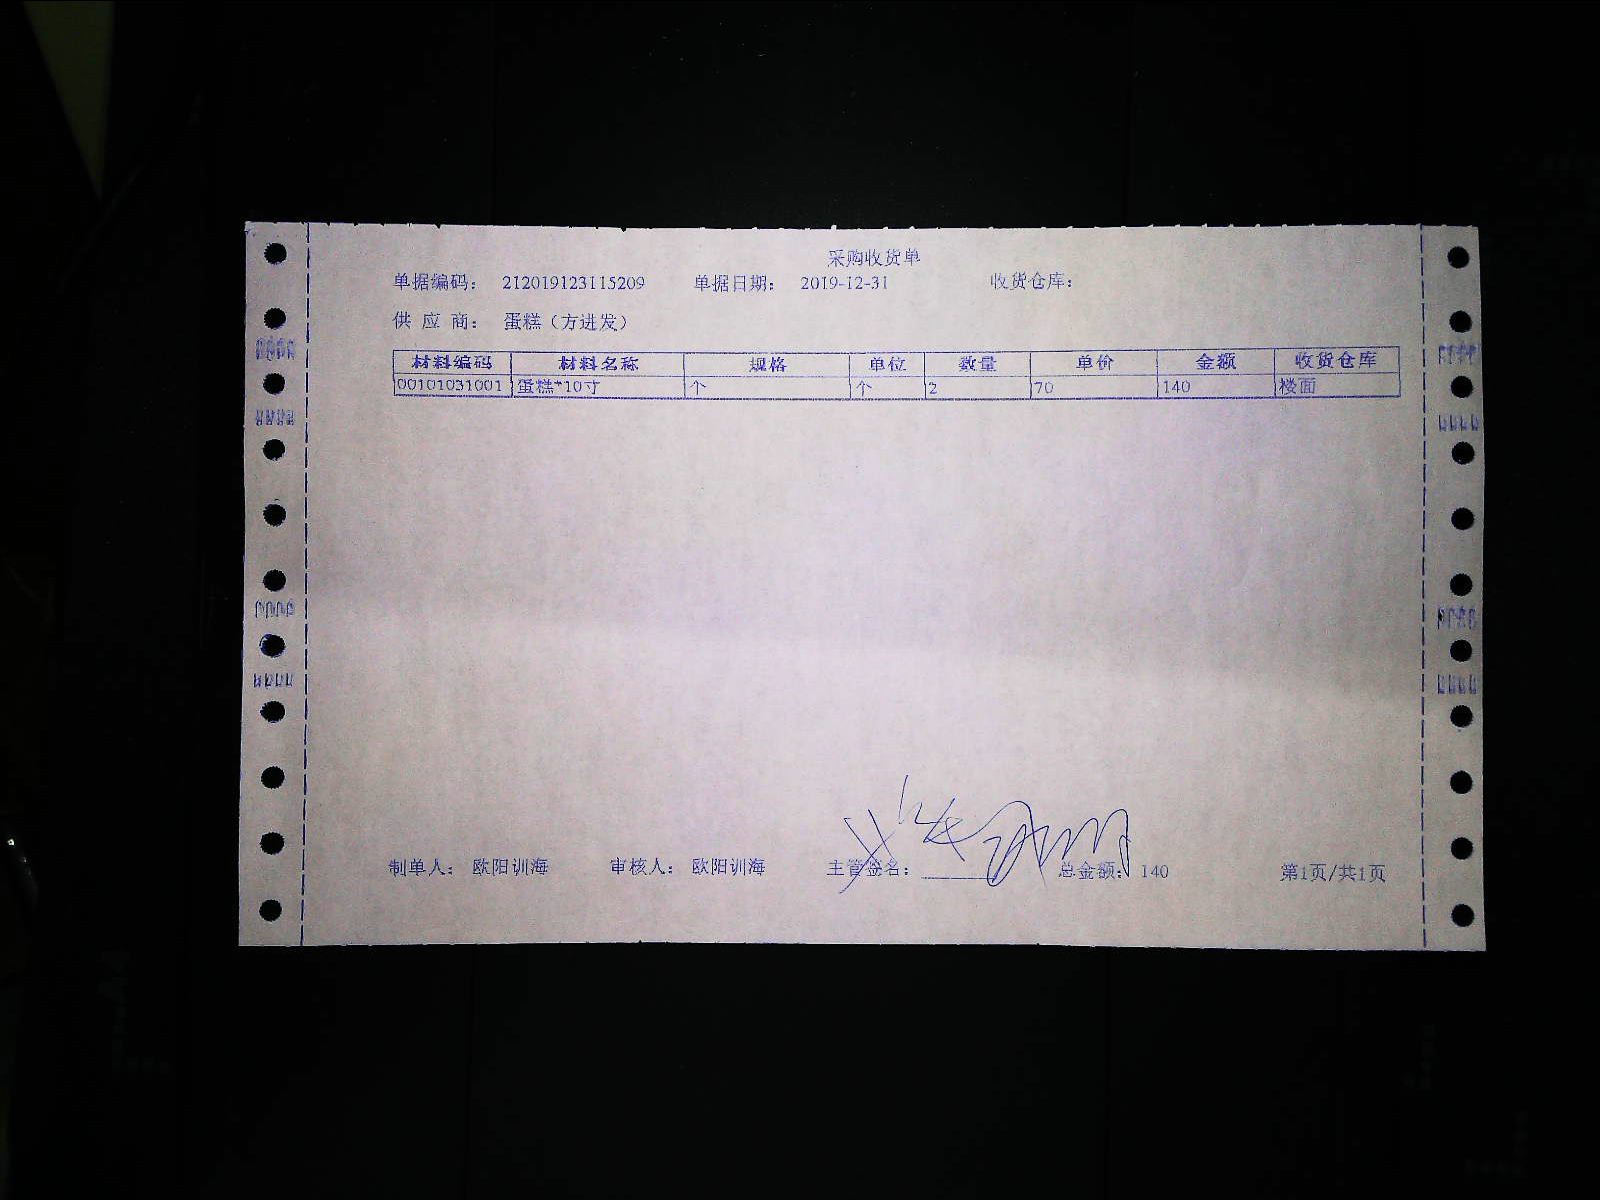 采购收货单
单据编码： 212019123115209 单据日期： 2019-12-31 收货仓库：
供 应 商： 蛋糕（方进发）
材料编码 材料名称 规格 单位 数量 单价 金额 收货仓库
00101031001 蛋糕*10寸 个 个 2 70 140 楼面
制单人： 欧阳训海 审核人： 欧阳训海 主管签名： 总金额： 140 第1页/共1页